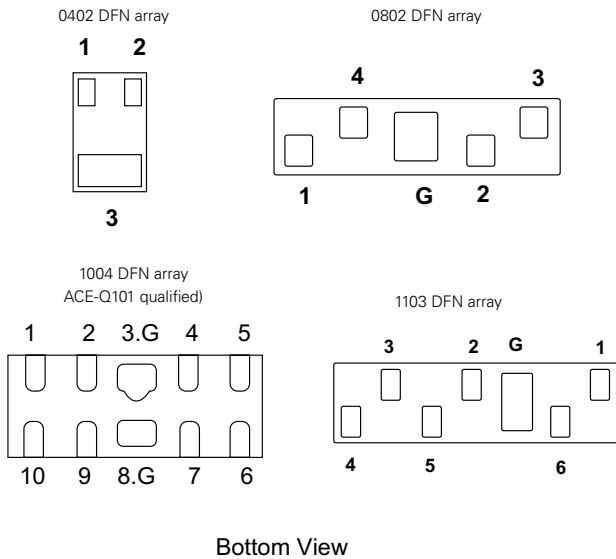 0402 DFN array
1 2
3
0802 DFN array
4 3
1 G 2
1004 DFN array
ACE-Q101 qualified)
1 2 3.G 4 5
10 9 8.G 7 6
1103 DFN array
3 2 G 1
4 5 6
Bottom View